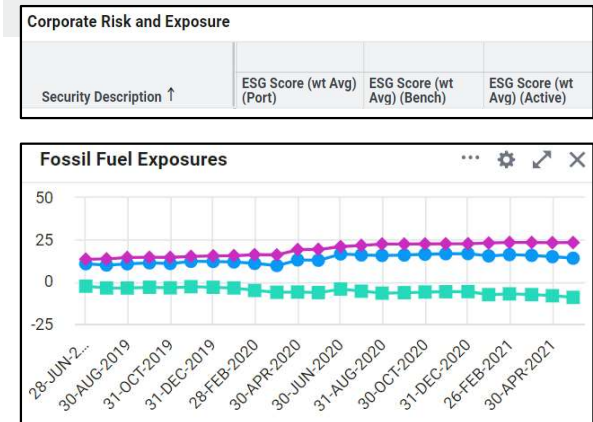 Corporate Risk and Exposure
Security Description ↑
ESG Score (wt Avg)
(Port)
ESG Score (wt
Avg) (Bench)
ESG Score (wt
Avg) (Active)
Fossil Fuel Exposures
50
25
0
-25
28-JUN-2...
30-AUG-2019
31-OCT-2019
31-DEC-2019
28-FEB-2020
30-APR-2020
30-JUN-2020
31-AUG-2020
30-OCT-2020
31-DEC-2020
26-FEB-2021
30-APR-2021